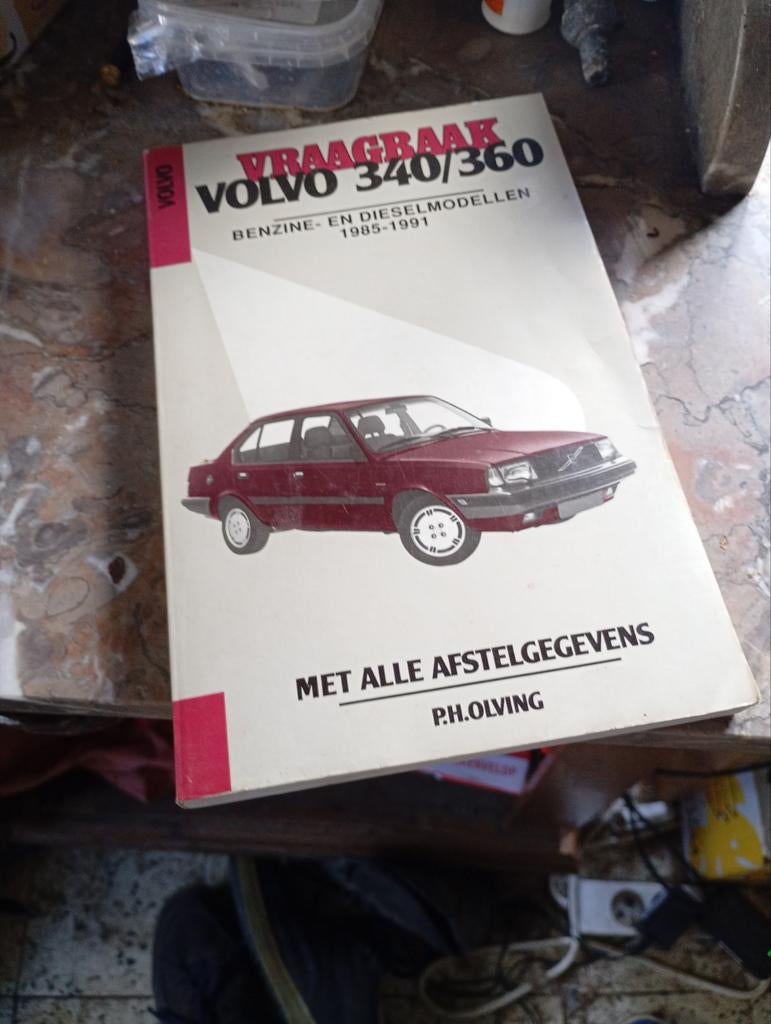 VOLVO
VRAAGBAAK
VOLVO 340/360
BENZINE- EN DIESELMODELLEN
1985-1991
MET ALLE AFSTELGEGEVENS
P.H.OLVING